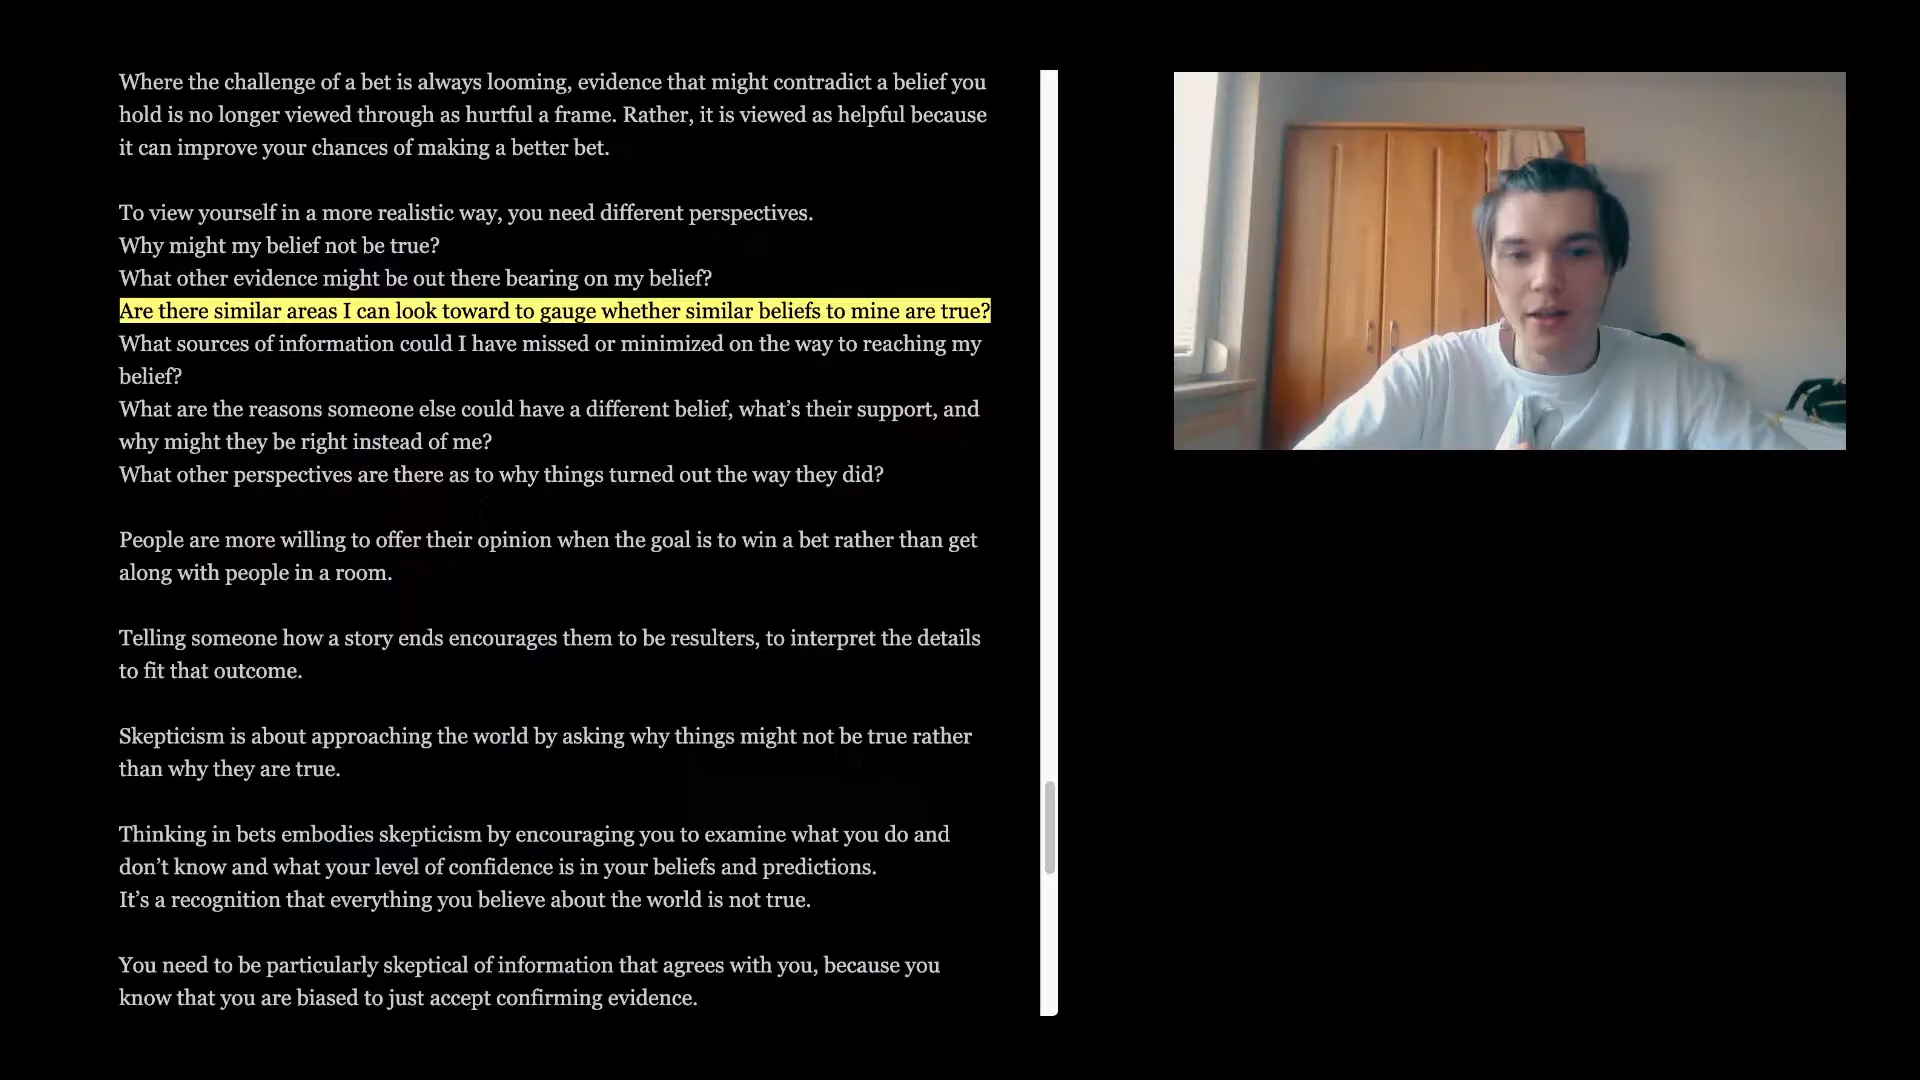 Where the challenge of a bet is always looming, evidence that might contradict a belief you
hold is no longer viewed through as hurtful a frame. Rather, it is viewed as helpful because
it can improve your chances of making a better bet.
To view yourself in a more realistic way, you need different perspectives.
Why might my belief not be true?
What other evidence might be out there bearing on my belief?
Are there similar areas I can look toward to gauge whether similar beliefs to mine are true?
What sources of information could I have missed or minimized on the way to reaching my
belief?
What are the reasons someone else could have a different belief, what’s their support, and
why might they be right instead of me?
What other perspectives are there as to why things turned out the way they did?
People are more willing to offer their opinion when the goal is to win a bet rather than get
along with people in a room.
Telling someone how a story ends encourages them to be resulters, to interpret the details
to fit that outcome.
Skepticism is about approaching the world by asking why things might not be true rather
than why they are true.
Thinking in bets embodies skepticism by encouraging you to examine what you do and
don’t know and what your level of confidence is in your beliefs and predictions.
It’s a recognition that everything you believe about the world is not true.
You need to be particularly skeptical of information that agrees with you, because you
know that you are biased to just accept confirming evidence.